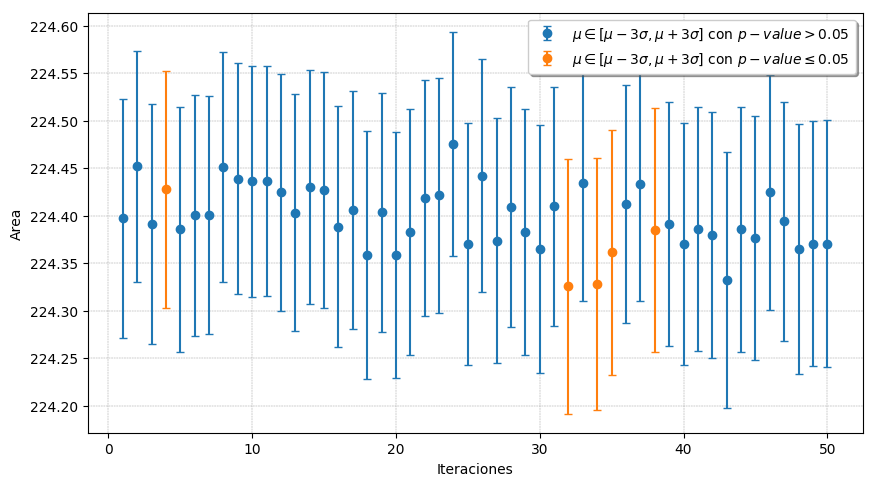 224.60
224.55
224.50
224.45
224.40
224.35
224.30
224.25
224.20
Area
μ ∈ [μ − 3σ, μ + 3σ] con p − value > 0.05
μ ∈ [μ − 3σ, μ + 3σ] con p − value ≤ 0.05
0 10 20 30 40 50
Iteraciones